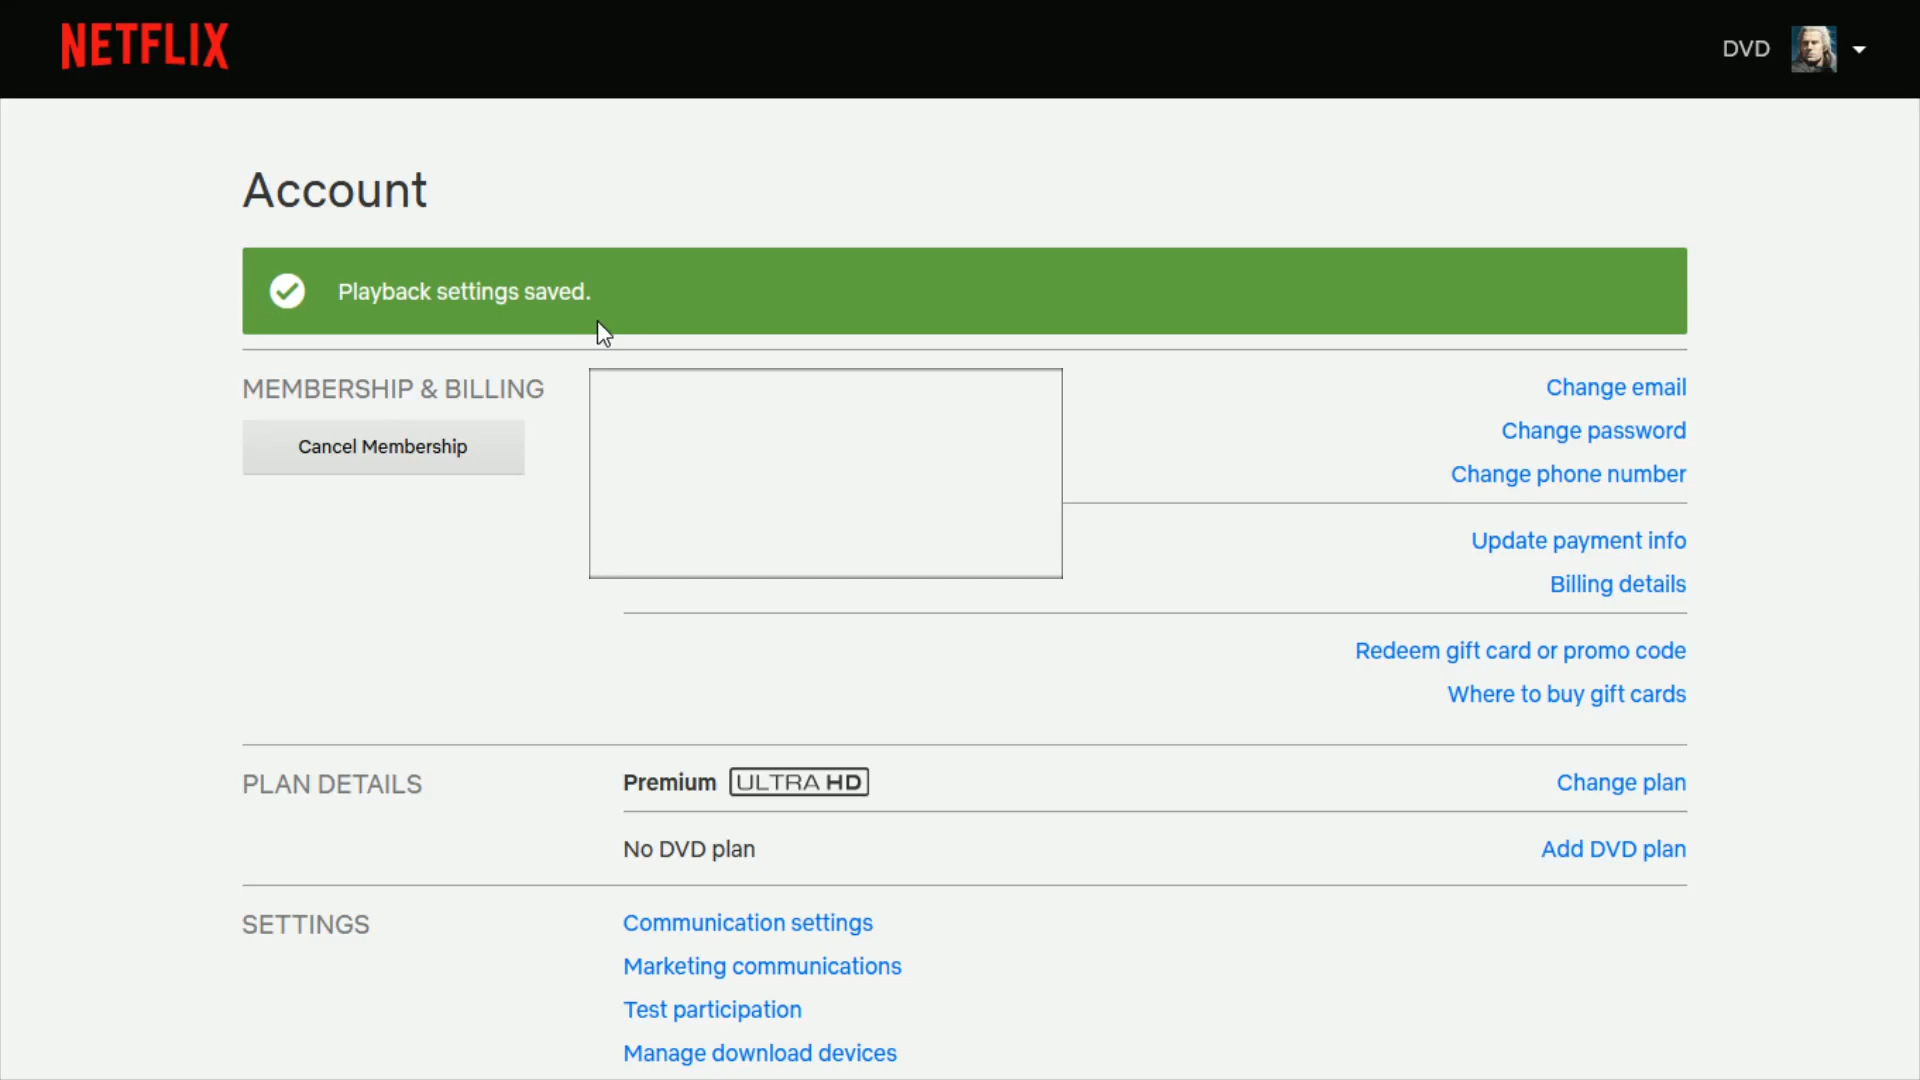 NETFLIX
DVD
Account
Playback settings saved.
MEMBERSHIP & BILLING
Cancel Membership
Change email
Change password
Change phone number
Update payment info
Billing details
Redeem gift card or promo code
Where to buy gift cards
PLAN DETAILS
Premium ULTRA HD
Change plan
No DVD plan
Add DVD plan
SETTINGS
Communication settings
Marketing communications
Test participation
Manage download devices